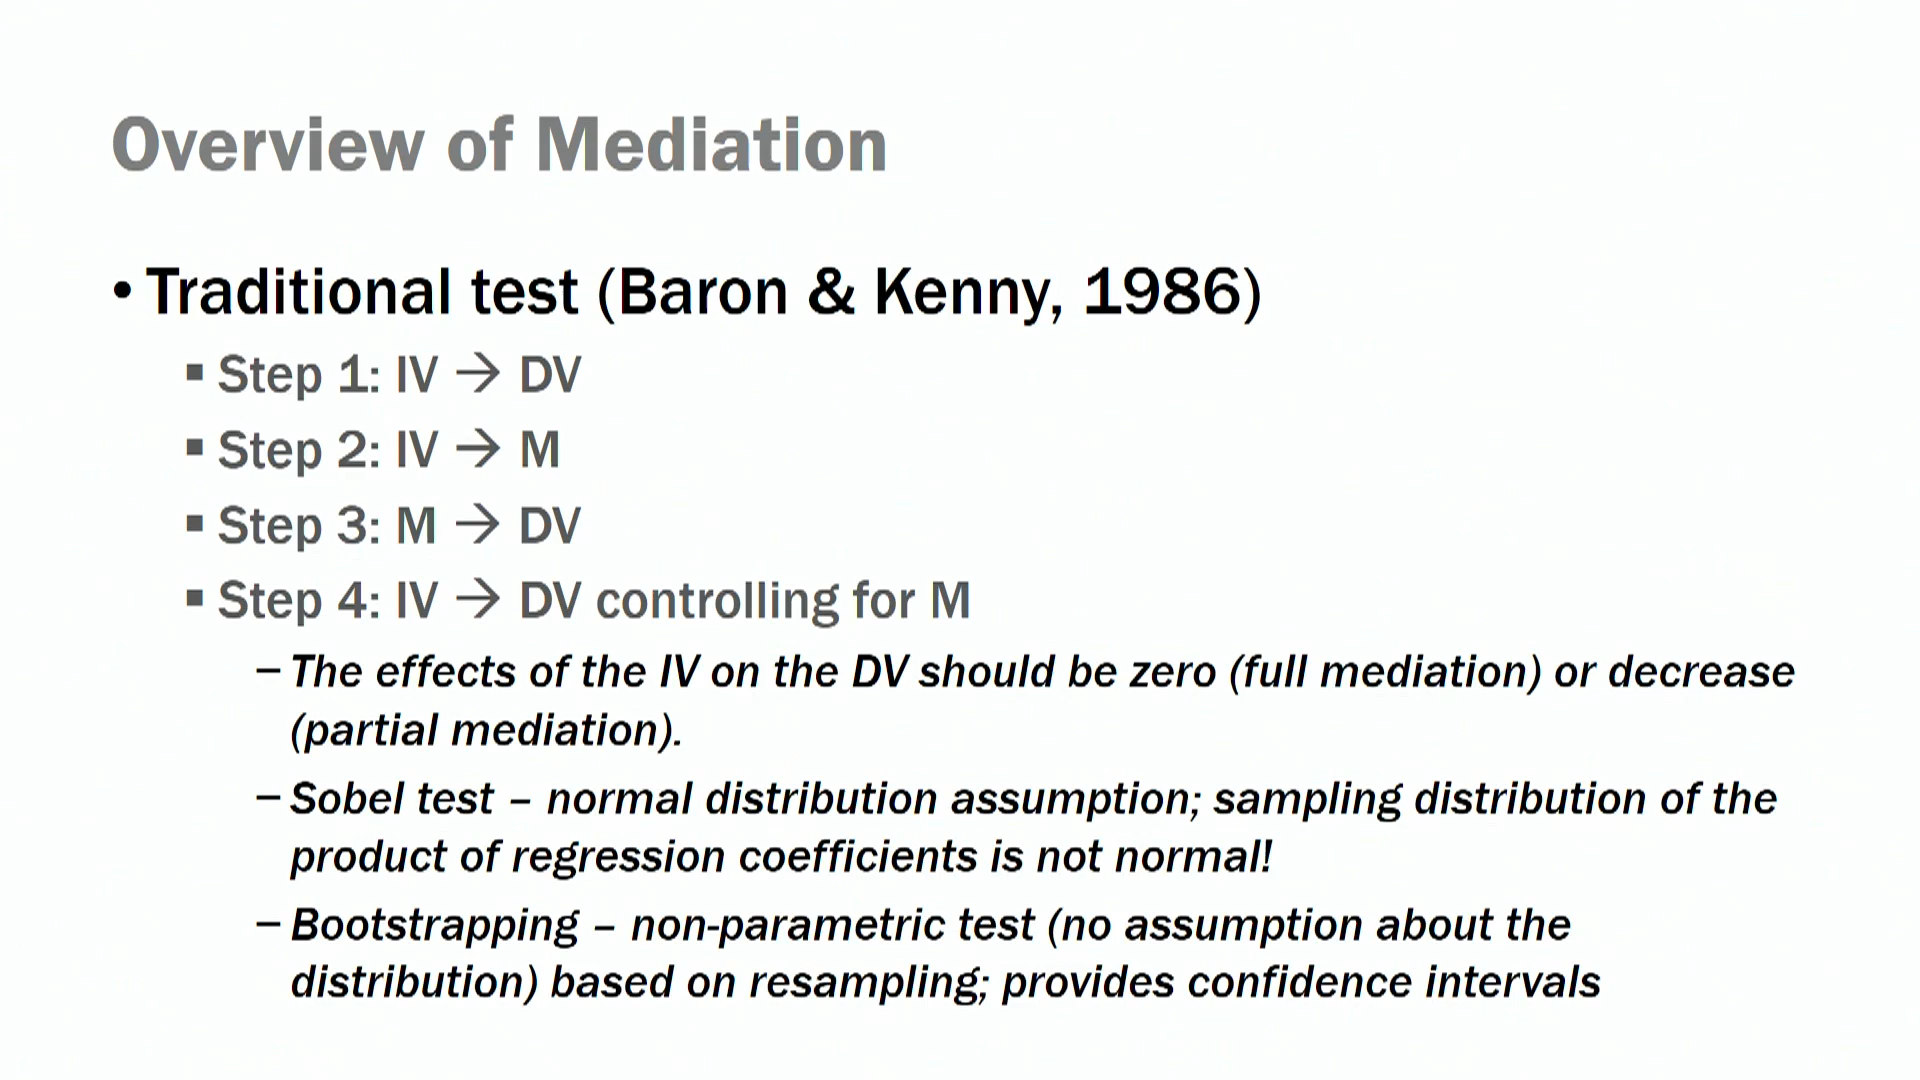 Overview of Mediation
• Traditional test (Baron & Kenny, 1986)
▪ Step 1: IV → DV
▪ Step 2: IV → M
▪ Step 3: M → DV
▪ Step 4: IV → DV controlling for M
– The effects of the IV on the DV should be zero (full mediation) or decrease
(partial mediation).
– Sobel test – normal distribution assumption; sampling distribution of the
product of regression coefficients is not normal!
– Bootstrapping – non-parametric test (no assumption about the
distribution) based on resampling; provides confidence intervals